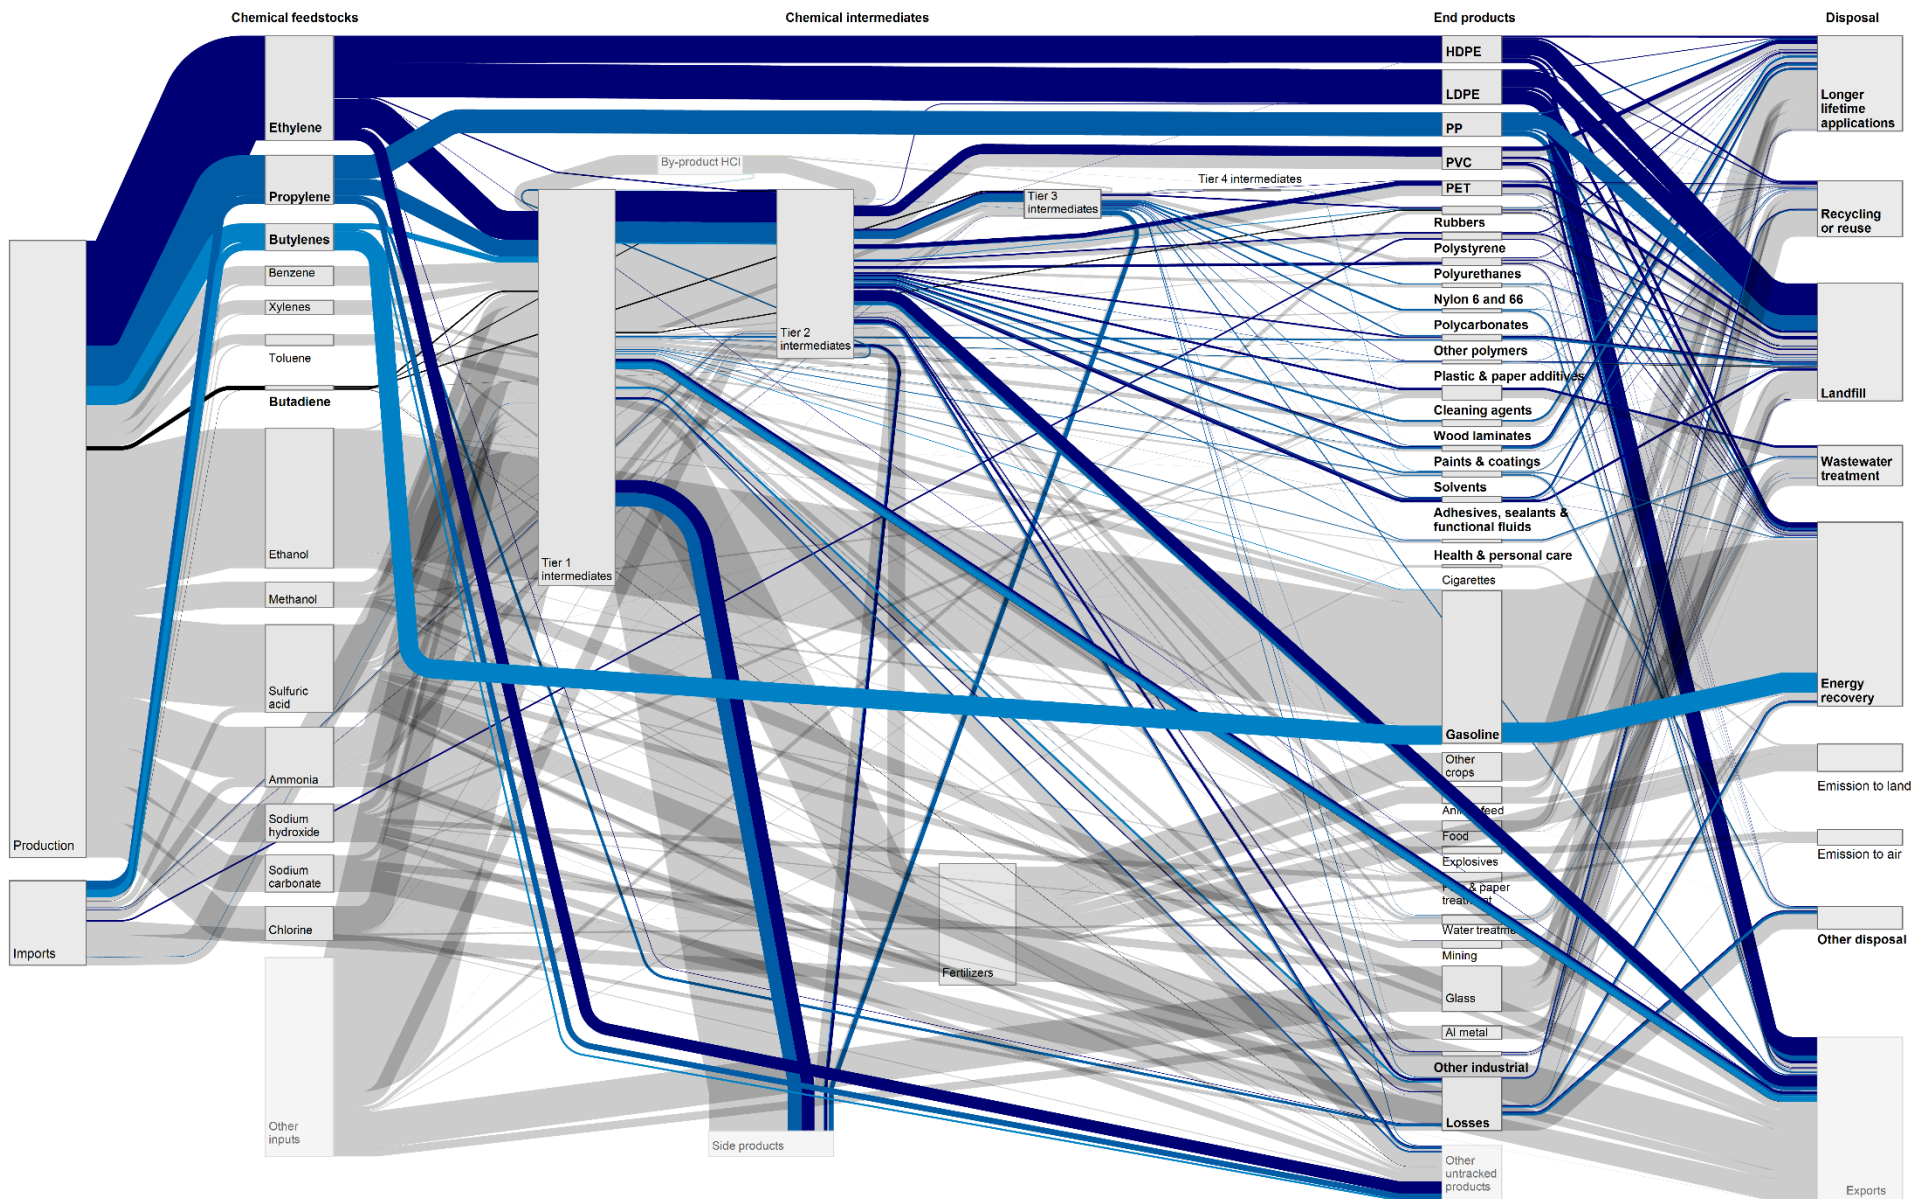 Chemical feedstocks
Chemical intermediates
End products
Disposal
Production
Imports
Ethylene
Propylene
Butylenes
Benzene
Xylenes
Toluene
Butadiene
Ethanol
Methanol
Sulfuric
acid
Ammonia
Sodium
hydroxide
Sodium
carbonate
Chlorine
Other
inputs
By-product HCl
Tier 1
intermediates
Tier 2
intermediates
Tier 3
intermediates
Tier 4 intermediates
Fertilizers
Side products
HDPE
LDPE
PP
PVC
PET
Rubbers
Polystyrene
Polyurethanes
Nylon 6 and 66
Polycarbonates
Other polymers
Plastic & paper additives
Cleaning agents
Wood laminates
Paints & coatings
Solvents
Adhesives, sealants &
functional fluids
Health & personal care
Cigarettes
Gasoline
Other
crops
feed
Food
Explosives
& paper
treatment
Water
Mining
Glass
Al metal
Other industrial
Losses
Other
untracked
products
Longer
lifetime
applications
Recycling
or reuse
Landfill
Wastewater
treatment
Energy
recovery
Emission to land
Emission to air
Other disposal
Exports